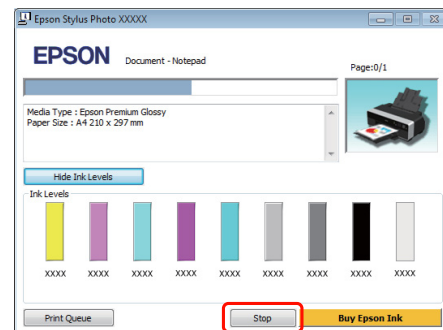 Epson Stylus Photo XXXXX
EPSON Document - Notepad
Page:0/1
Media Type : Epson Premium Glossy
Paper Size : A4 210 x 297 mm
Hide Ink Levels
Ink Levels
xxxx xxxx xxxx xxxx xxxx xxxx xxxx xxxx xxxx
Print Queue Stop Buy Epson Ink